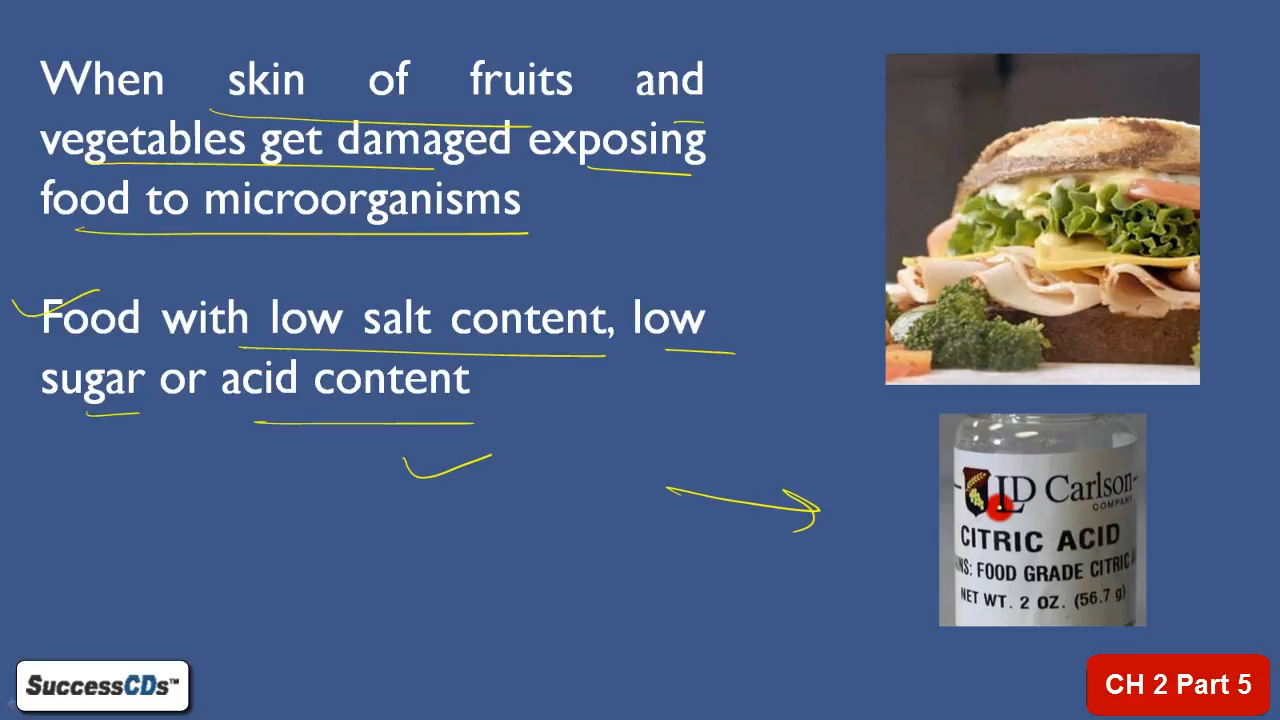 When skin of fruits and
vegetables get damaged exposing
food to microorganisms
Food with low salt content, low
sugar or acid content
LD Carlson
COMPANY
CITRIC ACID
FOOD GRADE CITRIC
NET WT. 2 OZ. (56.7 g)
SuccessCDs™
CH 2 Part 5